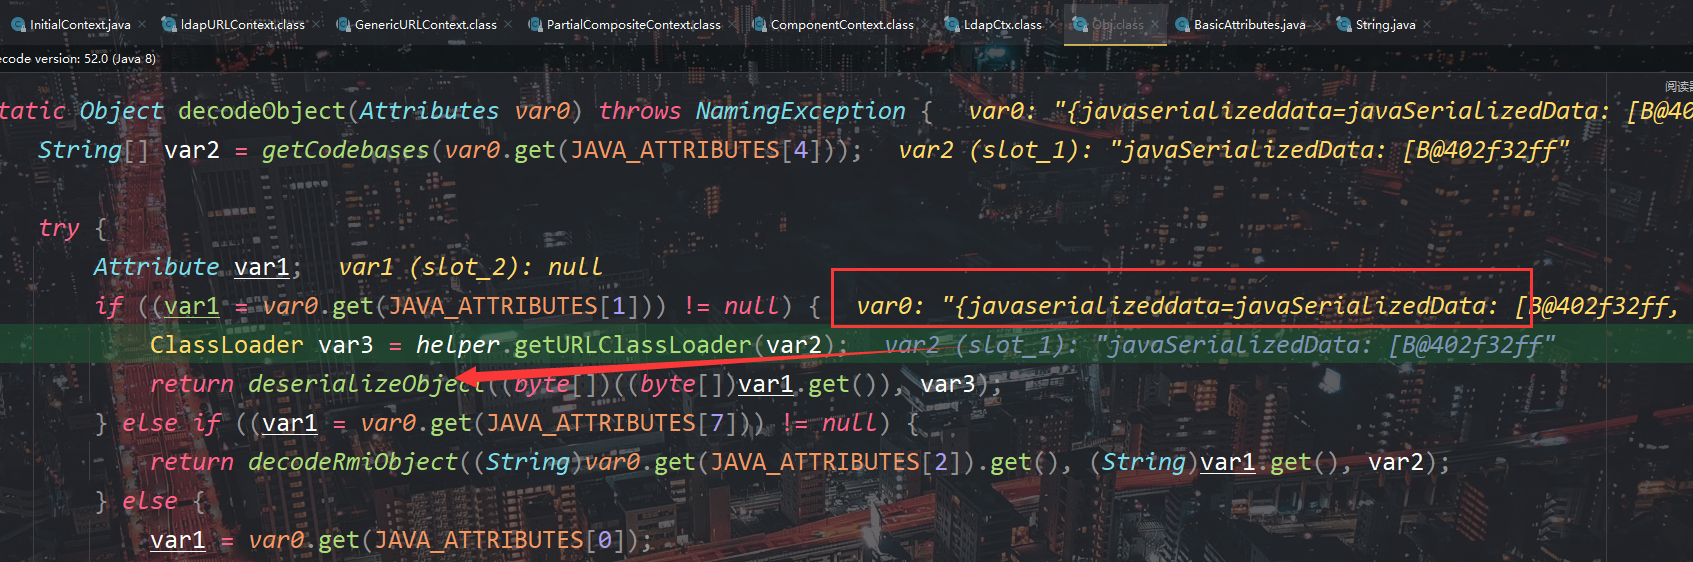 InitialContext.java ldapURLContext.class GenericURLContext.class PartialCompositeContext.class ComponentContext.class LdapCtx.class Obj.class BasicAttributes.java String.java
ecode version: 52.0 (Java 8)
阅读器
tatic Object decodeObject(Attributes var0) throws NamingException { var0: "{javaserializeddata=javaSerializedData: [B@40
String[] var2 = getCodebases(var0.get(JAVA_ATTRIBUTES[4])); var2 (slot_1): "javaSerializedData: [B@402f32ff"
try {
Attribute var1; var1 (slot_2): null
if ((var1 = var0.get(JAVA_ATTRIBUTES[1])) != null) { var0: "{javaserializeddata=javaSerializedData: [B@402f32ff,
ClassLoader var3 = helper.getURLClassLoader(var2); var2 (slot_1): "javaSerializedData: [B@402f32ff"
return deserializeObject((byte[])((byte[])var1.get()), var3);
} else if ((var1 = var0.get(JAVA_ATTRIBUTES[7])) != null) {
return decodeRmiObject((String)var0.get(JAVA_ATTRIBUTES[2]).get(), (String)var1.get(), var2);
} else {
var1 = var0.get(JAVA_ATTRIBUTES[0]);